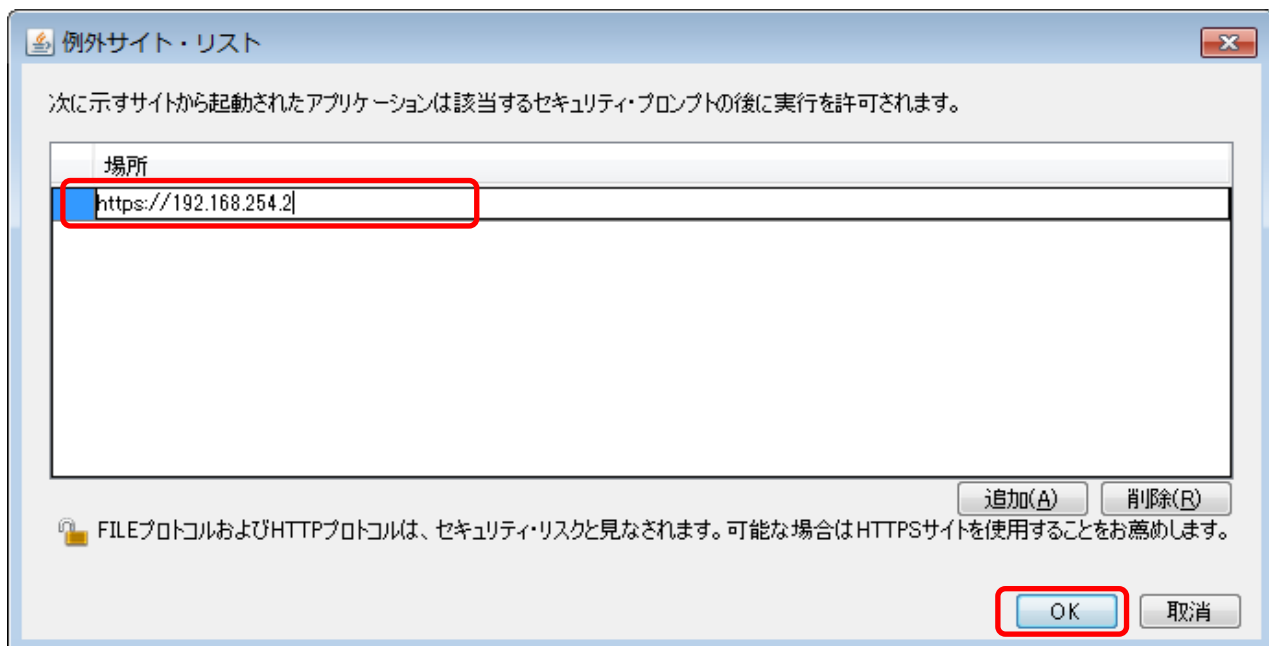 例外サイト・リスト
次に示すサイトから起動されたアプリケーションは該当するセキュリティ・プロンプトの後に実行を許可されます。
場所
https://192.168.254.2
追加(A) 削除(R)
FILEプロトコルおよびHTTPプロトコルは、セキュリティ・リスクと見なされます。可能な場合はHTTPSサイトを使用することをお薦めします。
OK 取消